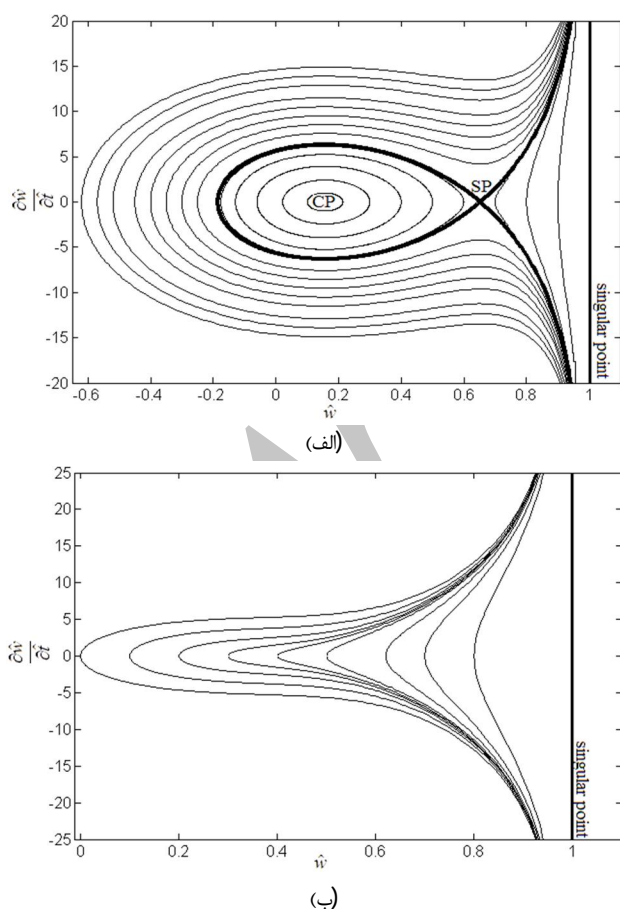 20
15
10
5
0
-5
-10
-15
-20
∂ŵ
∂t̂
CP
SP
singular point
-0.6 -0.4 -0.2 0 0.2 0.4 0.6 0.8 1
ŵ
(الف)
25
20
15
10
5
0
-5
-10
-15
-20
-25
∂ŵ
∂t̂
singular point
0 0.2 0.4 0.6 0.8 1
ŵ
(ب)